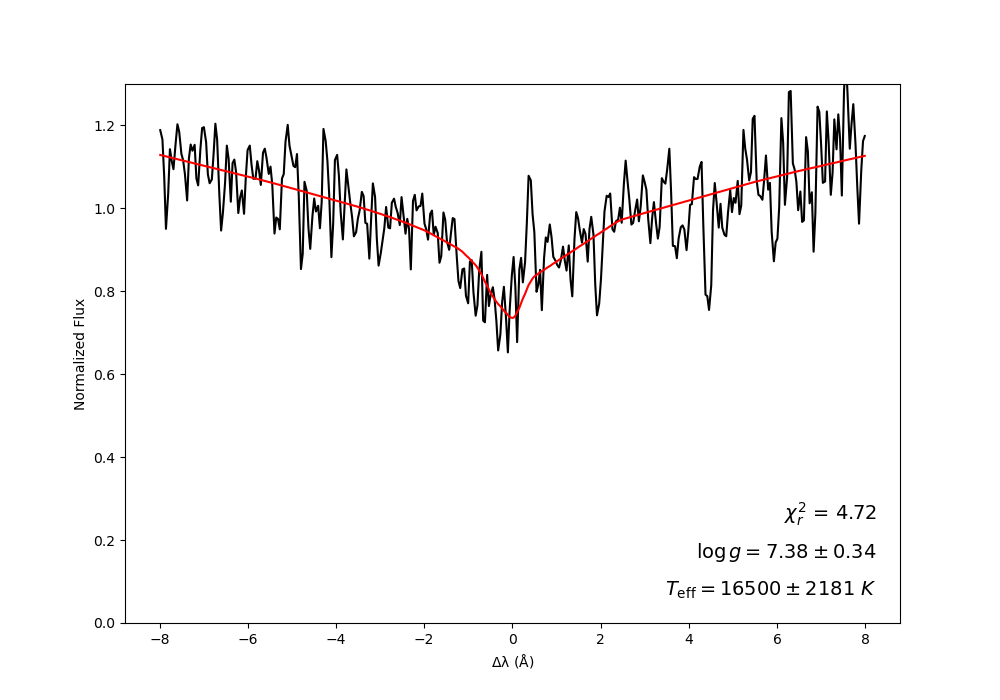 1.2
1.0
0.8
0.6
0.4
0.2
0.0
−8 −6 −4 −2 0 2 4 6 8
Normalized Flux
Δλ (Å)
χ²ᵣ = 4.72
log g = 7.38 ± 0.34
T_eff = 16500 ± 2181 K